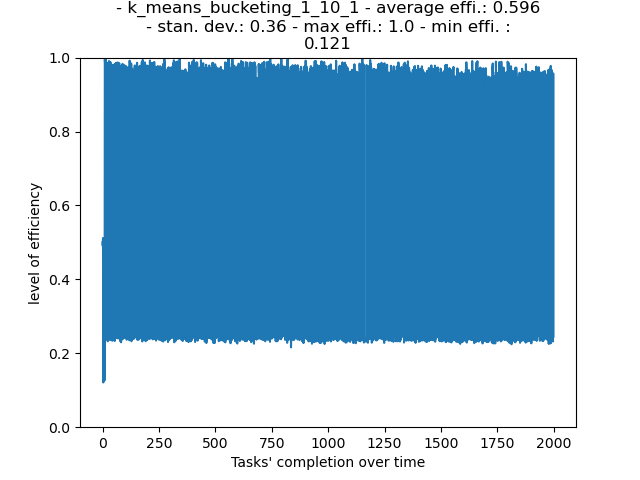 - k_means_bucketing_1_10_1 - average effi.: 0.596
- stan. dev.: 0.36 - max effi.: 1.0 - min effi. :
0.121
1.0
0.8
0.6
0.4
0.2
0.0
level of efficiency
0 250 500 750 1000 1250 1500 1750 2000
Tasks' completion over time